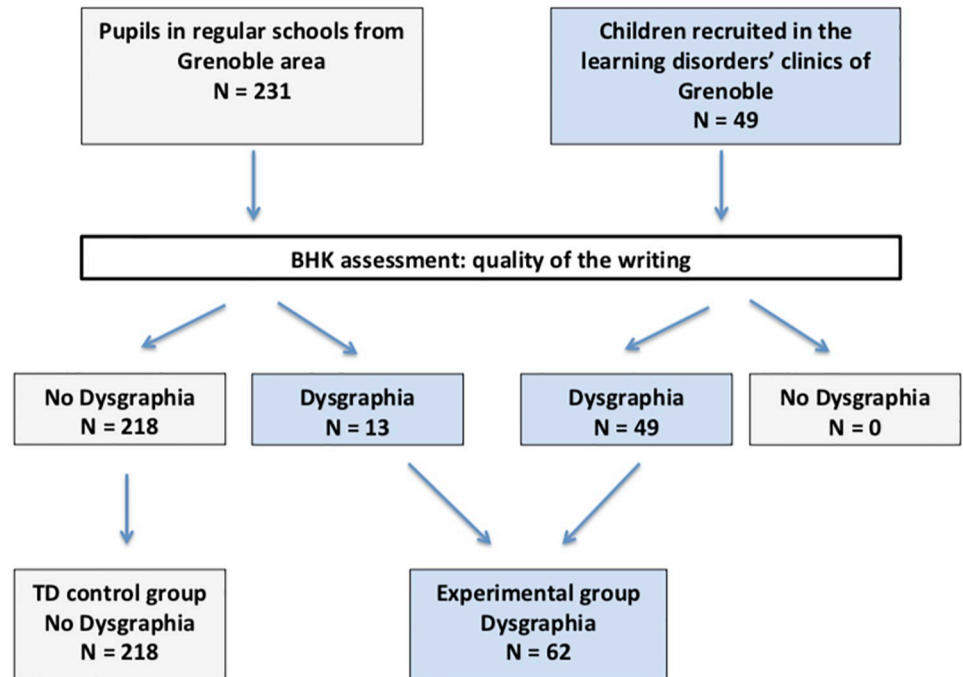 Pupils in regular schools from
Grenoble area
N = 231
Children recruited in the
learning disorders’ clinics of
Grenoble
N = 49
BHK assessment: quality of the writing
No Dysgraphia
N = 218
Dysgraphia
N = 13
Dysgraphia
N = 49
No Dysgraphia
N = 0
TD control group
No Dysgraphia
N = 218
Experimental group
Dysgraphia
N = 62